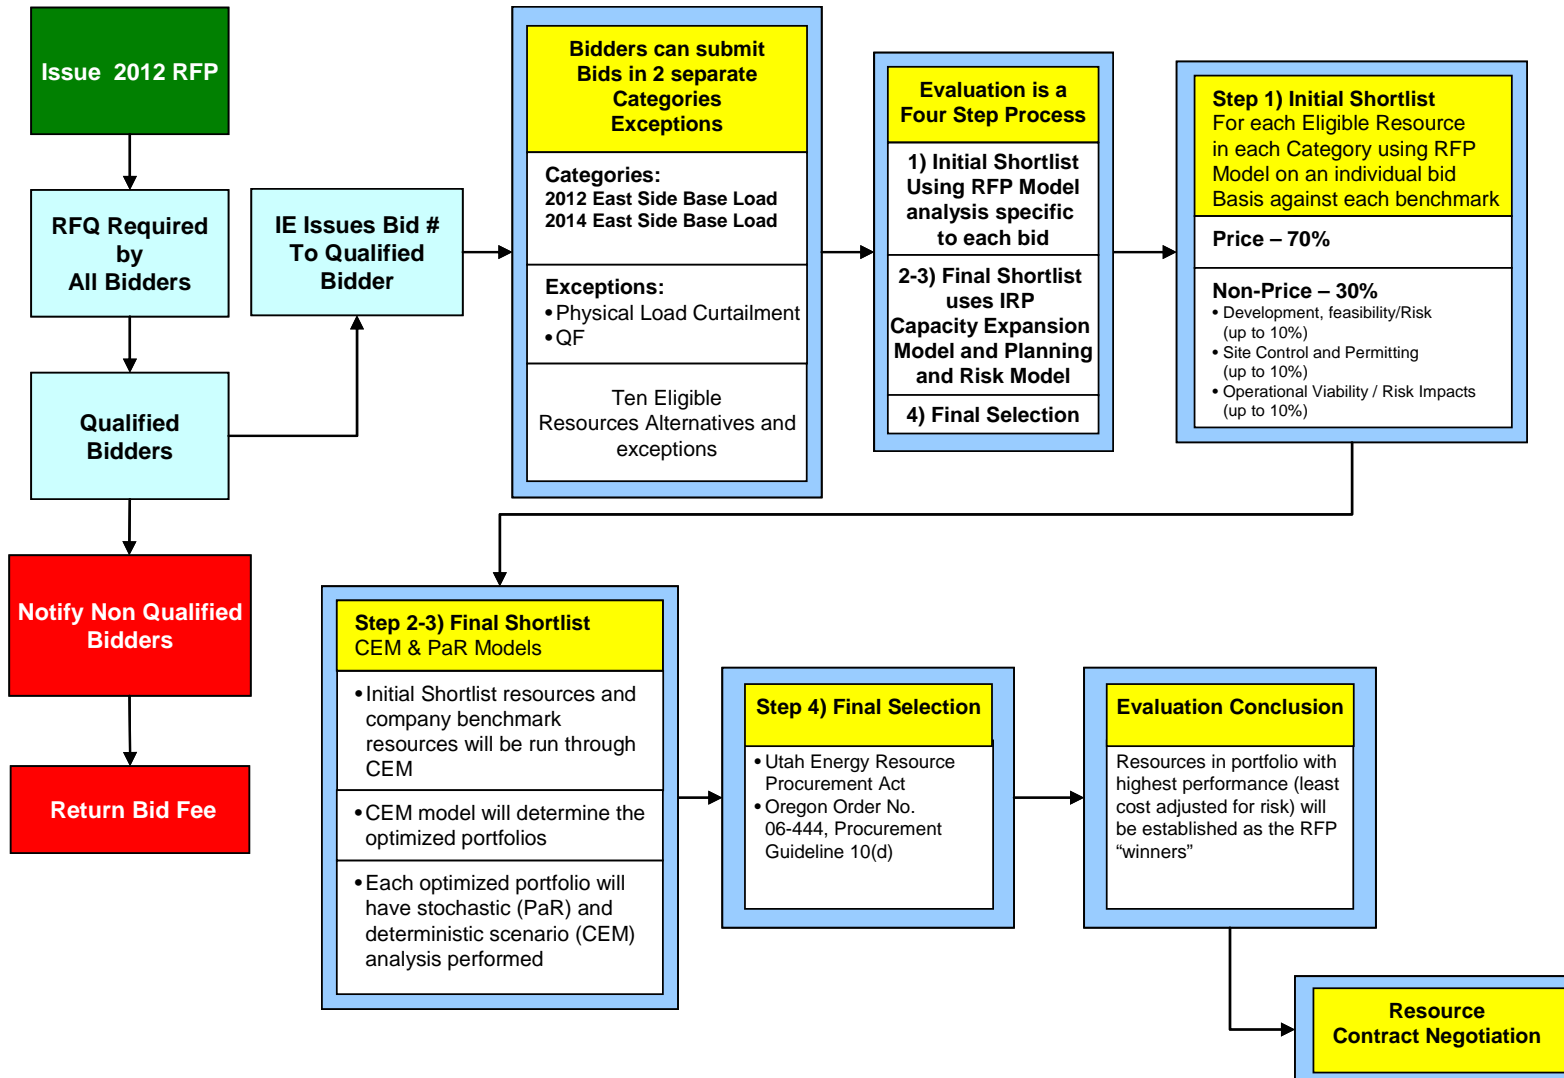 Issue 2012 RFP
RFQ Required
by
All Bidders
Qualified
Bidders
Notify Non Qualified
Bidders
Return Bid Fee
IE Issues Bid #
To Qualified
Bidder
Bidders can submit
Bids in 2 separate
Categories
Exceptions
Categories:
2012 East Side Base Load
2014 East Side Base Load
Exceptions:
•Physical Load Curtailment
•QF
Ten Eligible
Resources Alternatives and
exceptions
Evaluation is a
Four Step Process
1) Initial Shortlist
Using RFP Model
analysis specific
to each bid
2-3) Final Shortlist
uses IRP
Capacity Expansion
Model and Planning
and Risk Model
4) Final Selection
Step 1) Initial Shortlist
For each Eligible Resource
in each Category using RFP
Model on an individual bid
Basis against each benchmark
Price – 70%
Non-Price – 30%
• Development, feasibility/Risk
(up to 10%)
• Site Control and Permitting
(up to 10%)
• Operational Viability / Risk Impacts
(up to 10%)
Step 2-3) Final Shortlist
CEM & PaR Models
•Initial Shortlist resources and
company benchmark
resources will be run through
CEM
•CEM model will determine the
optimized portfolios
•Each optimized portfolio will
have stochastic (PaR) and
deterministic scenario (CEM)
analysis performed
Step 4) Final Selection
• Utah Energy Resource
Procurement Act
• Oregon Order No.
06-444, Procurement
Guideline 10(d)
Evaluation Conclusion
Resources in portfolio with
highest performance (least
cost adjusted for risk) will
be established as the RFP
“winners”
Resource
Contract Negotiation